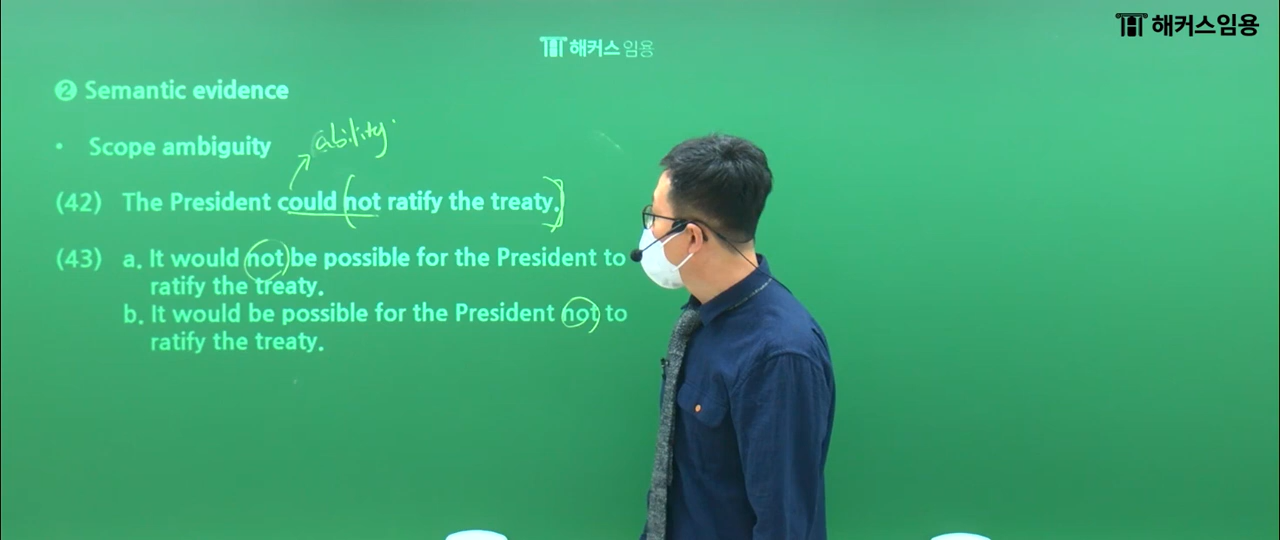 해커스임용
해커스임용
❷ Semantic evidence
• Scope ambiguity
ability
(42) The President could not ratify the treaty.
(43) a. It would not be possible for the President to
ratify the treaty.
b. It would be possible for the President not to
ratify the treaty.